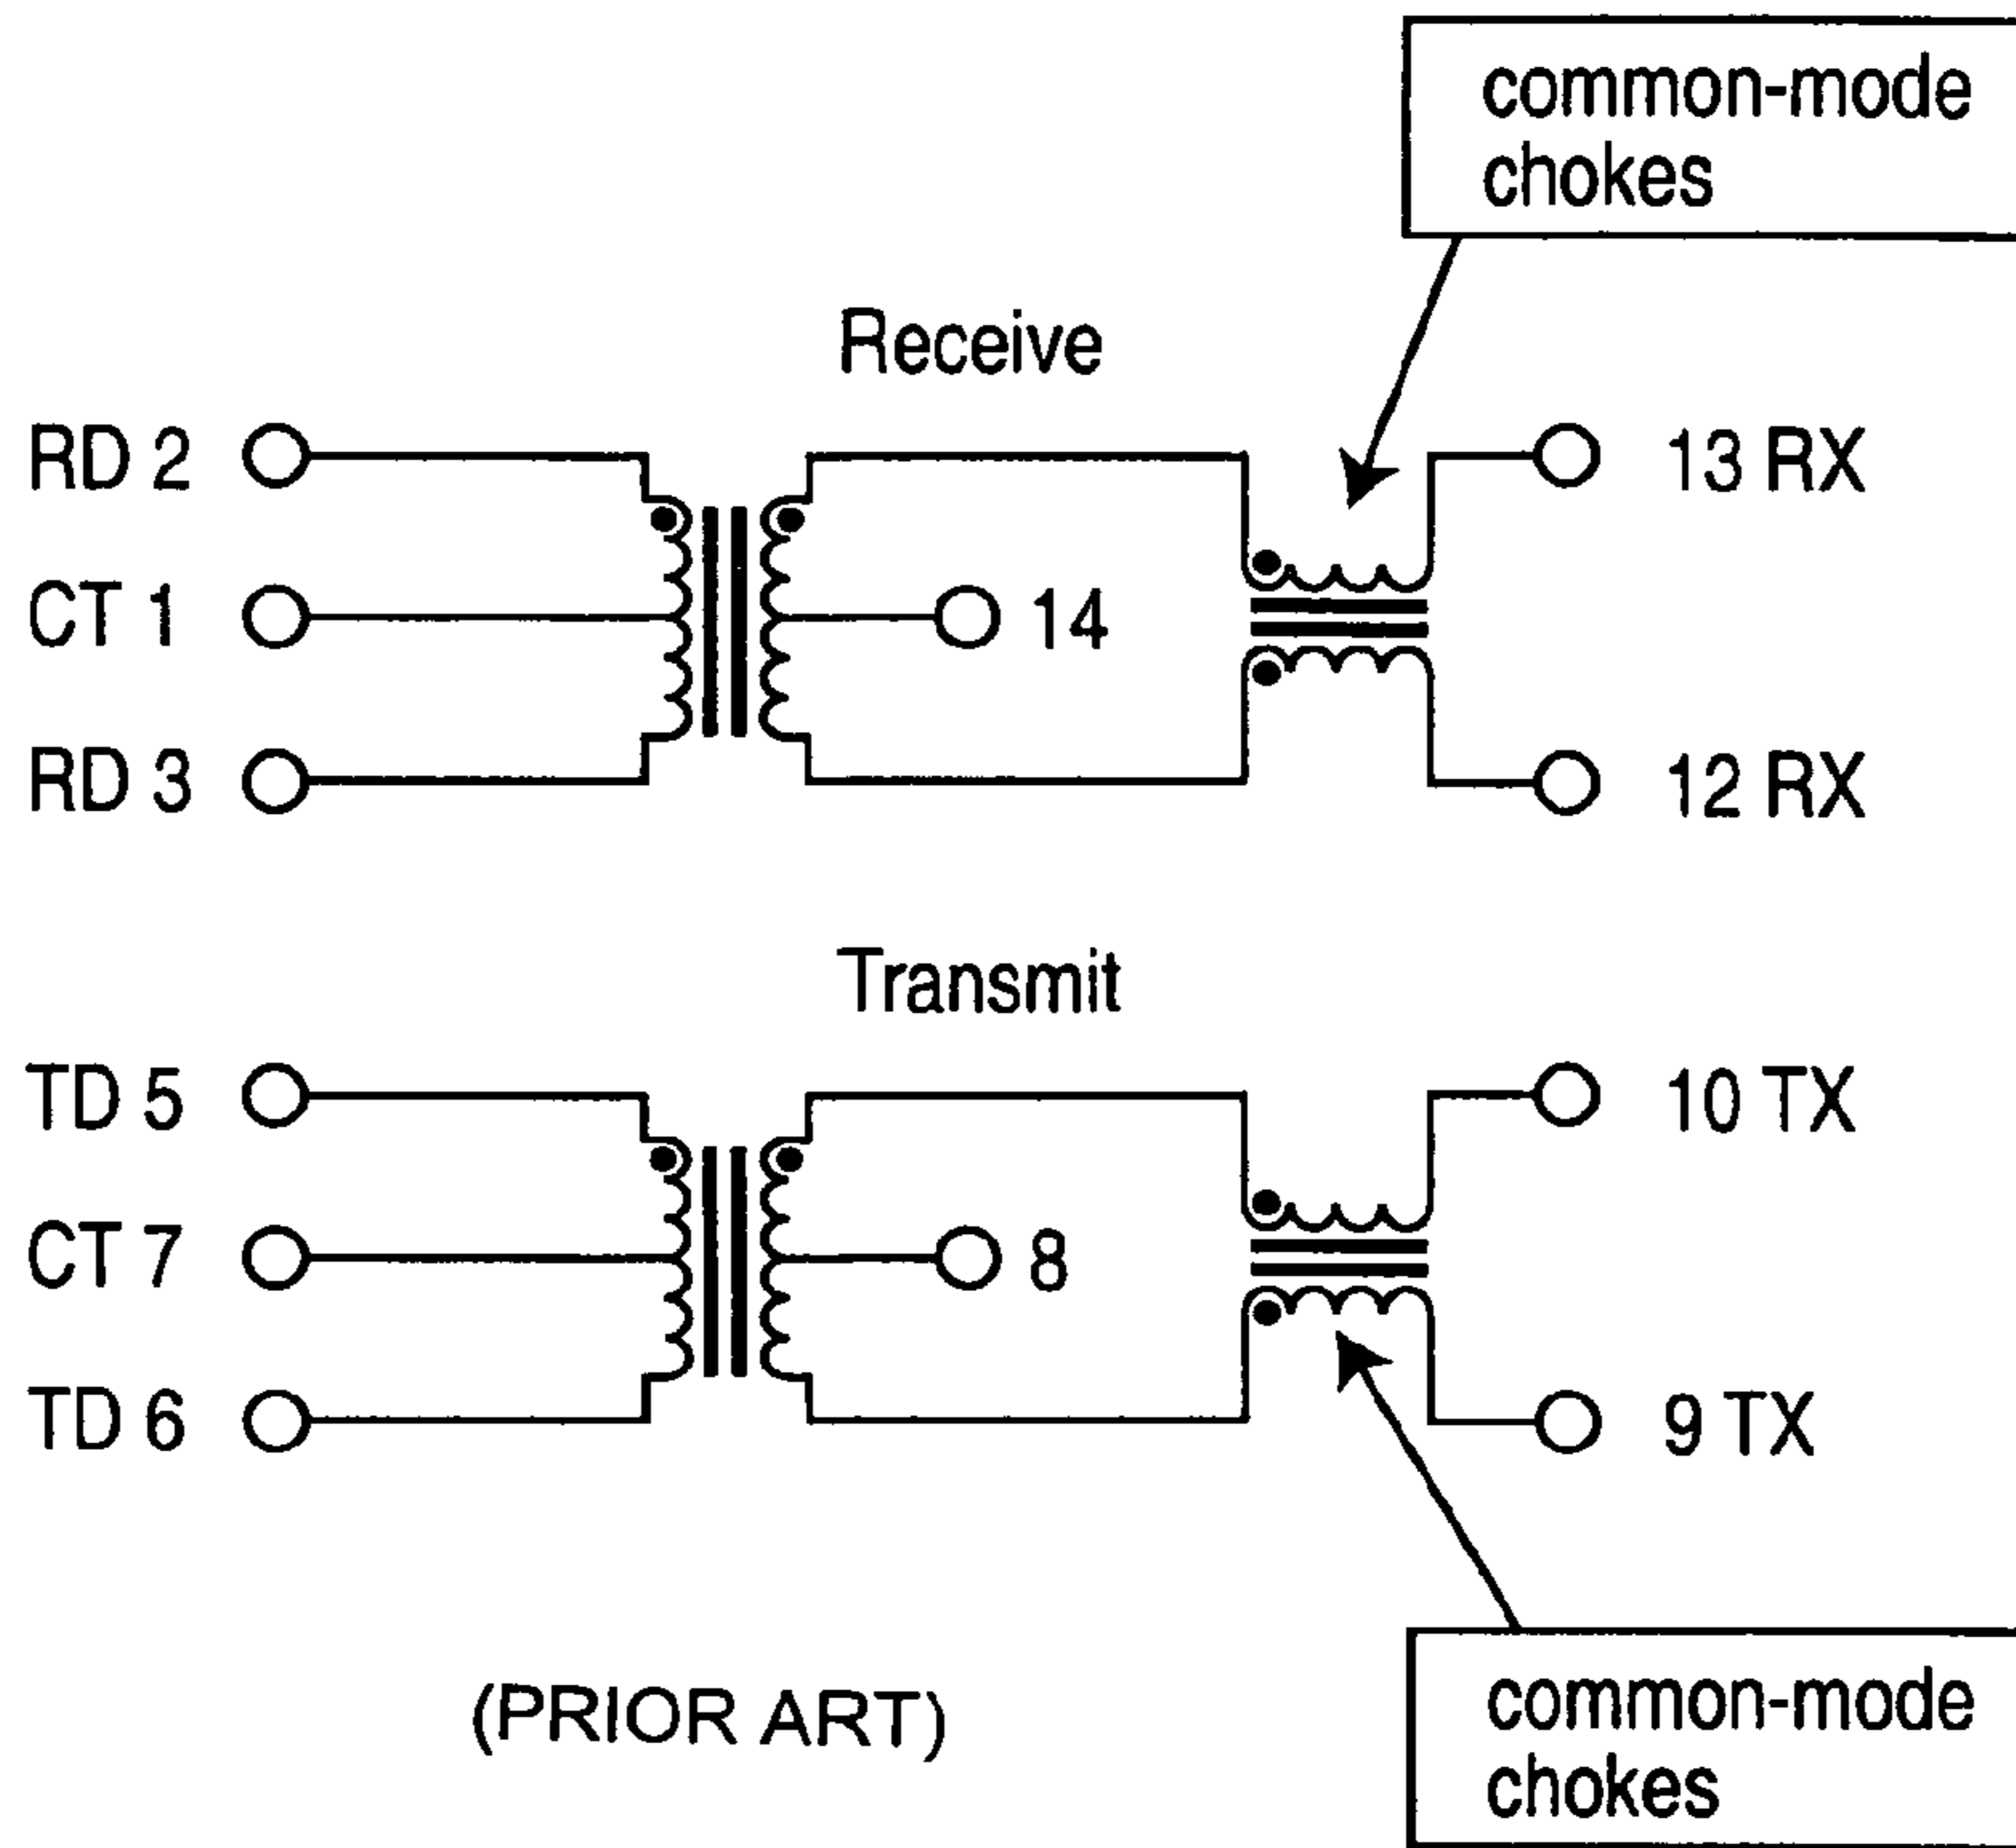 common-mode
chokes
Receive
RD 2
13 RX
CT 1
14
RD 3
12 RX
Transmit
TD 5
10 TX
CT 7
8
TD 6
9 TX
(PRIOR ART)
common-mode
chokes